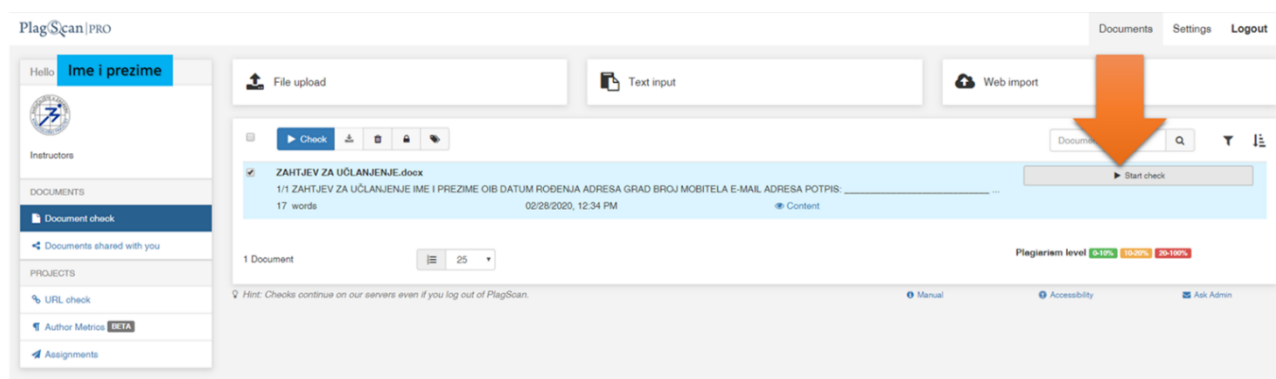 PlagScan|PRO
Documents Settings Logout
Hello Ime i prezime
File upload
Text input
Web import
Instructors
Check
DOCUMENTS
ZAHTJEV ZA UČLANJENJE.docx
Start check
1/1 ZAHTJEV ZA UČLANJENJE IME I PREZIME OIB DATUM ROĐENJA ADRESA GRAD BROJ MOBITELA E-MAIL ADRESA POTPIS: ______________________________ ...
17 words 02/28/2020, 12:34 PM Content
Document check
Documents shared with you
1 Document 25 Plagiarism level 0-10% 10-20% 20-100%
PROJECTS
Hint: Checks continue on our servers even if you log out of PlagScan.
Manual Accessibility Ask Admin
URL check
Author Metrics BETA
Assignments